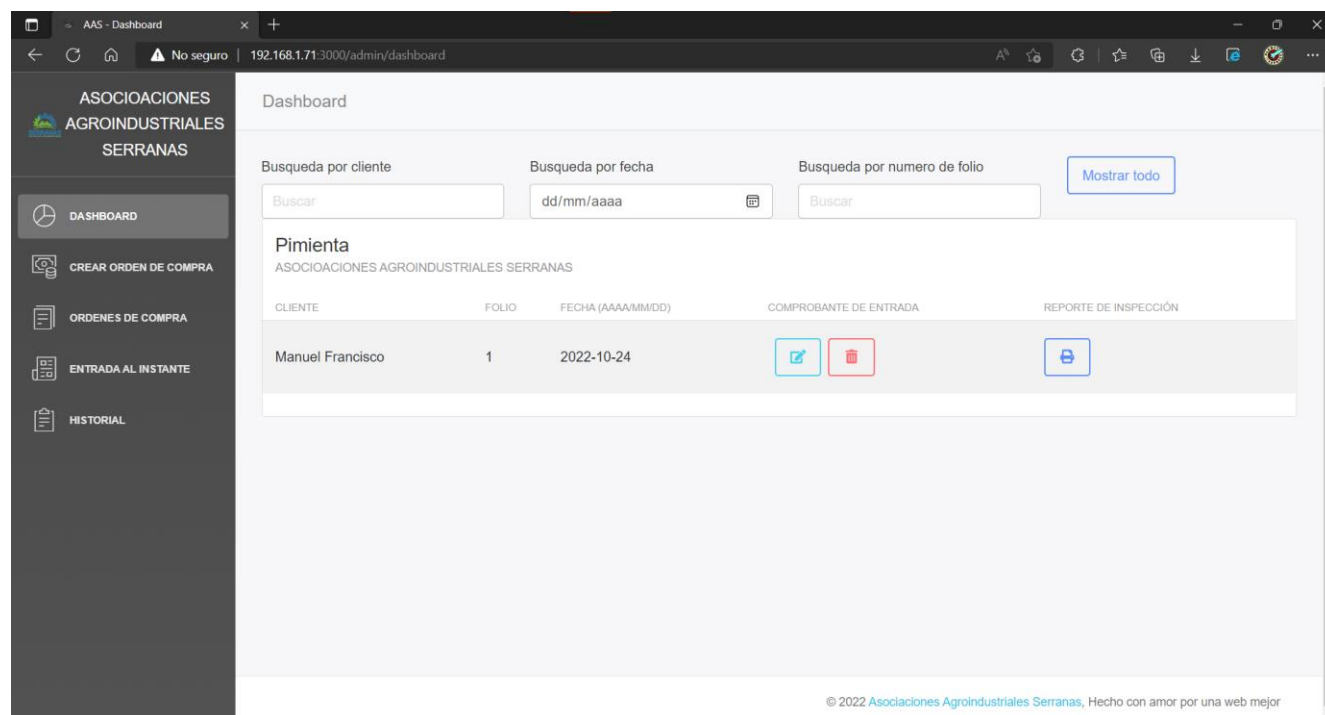 AAS - Dashboard
No seguro
192.168.1.71:3000/admin/dashboard
ASOCIOACIONES
AGROINDUSTRIALES
SERRANAS
DASHBOARD
CREAR ORDEN DE COMPRA
ORDENES DE COMPRA
ENTRADA AL INSTANTE
HISTORIAL
Dashboard
Busqueda por cliente
Buscar
Busqueda por fecha
dd/mm/aaaa
Busqueda por numero de folio
Buscar
Mostrar todo
Pimienta
ASOCIOACIONES AGROINDUSTRIALES SERRANAS
CLIENTE FOLIO FECHA (AAAA/MM/DD) COMPROBANTE DE ENTRADA REPORTE DE INSPECCIÓN
Manuel Francisco 1 2022-10-24
© 2022 Asociaciones Agroindustriales Serranas, Hecho con amor por una web mejor